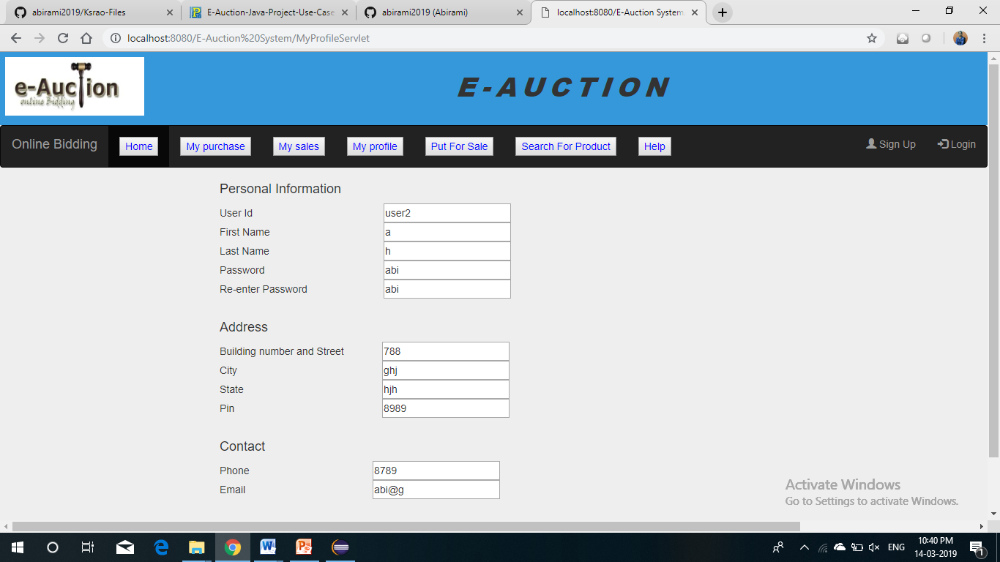 abirami2019/Ksrao-Files
E-Auction-Java-Project-Use-Case
abirami2019 (Abirami)
localhost:8080/E-Auction System
localhost:8080/E-Auction%20System/MyProfileServlet
e-Auction
online Bidding
E-AUCTION
Online Bidding Home My purchase My sales My profile Put For Sale Search For Product Help Sign Up Login
Personal Information
User Id user2
First Name a
Last Name h
Password abi
Re-enter Password abi
Address
Building number and Street 788
City ghj
State hjh
Pin 8989
Contact
Phone 8789
Email abi@g
Activate Windows
Go to Settings to activate Windows.
ENG
10:40 PM
14-03-2019
1